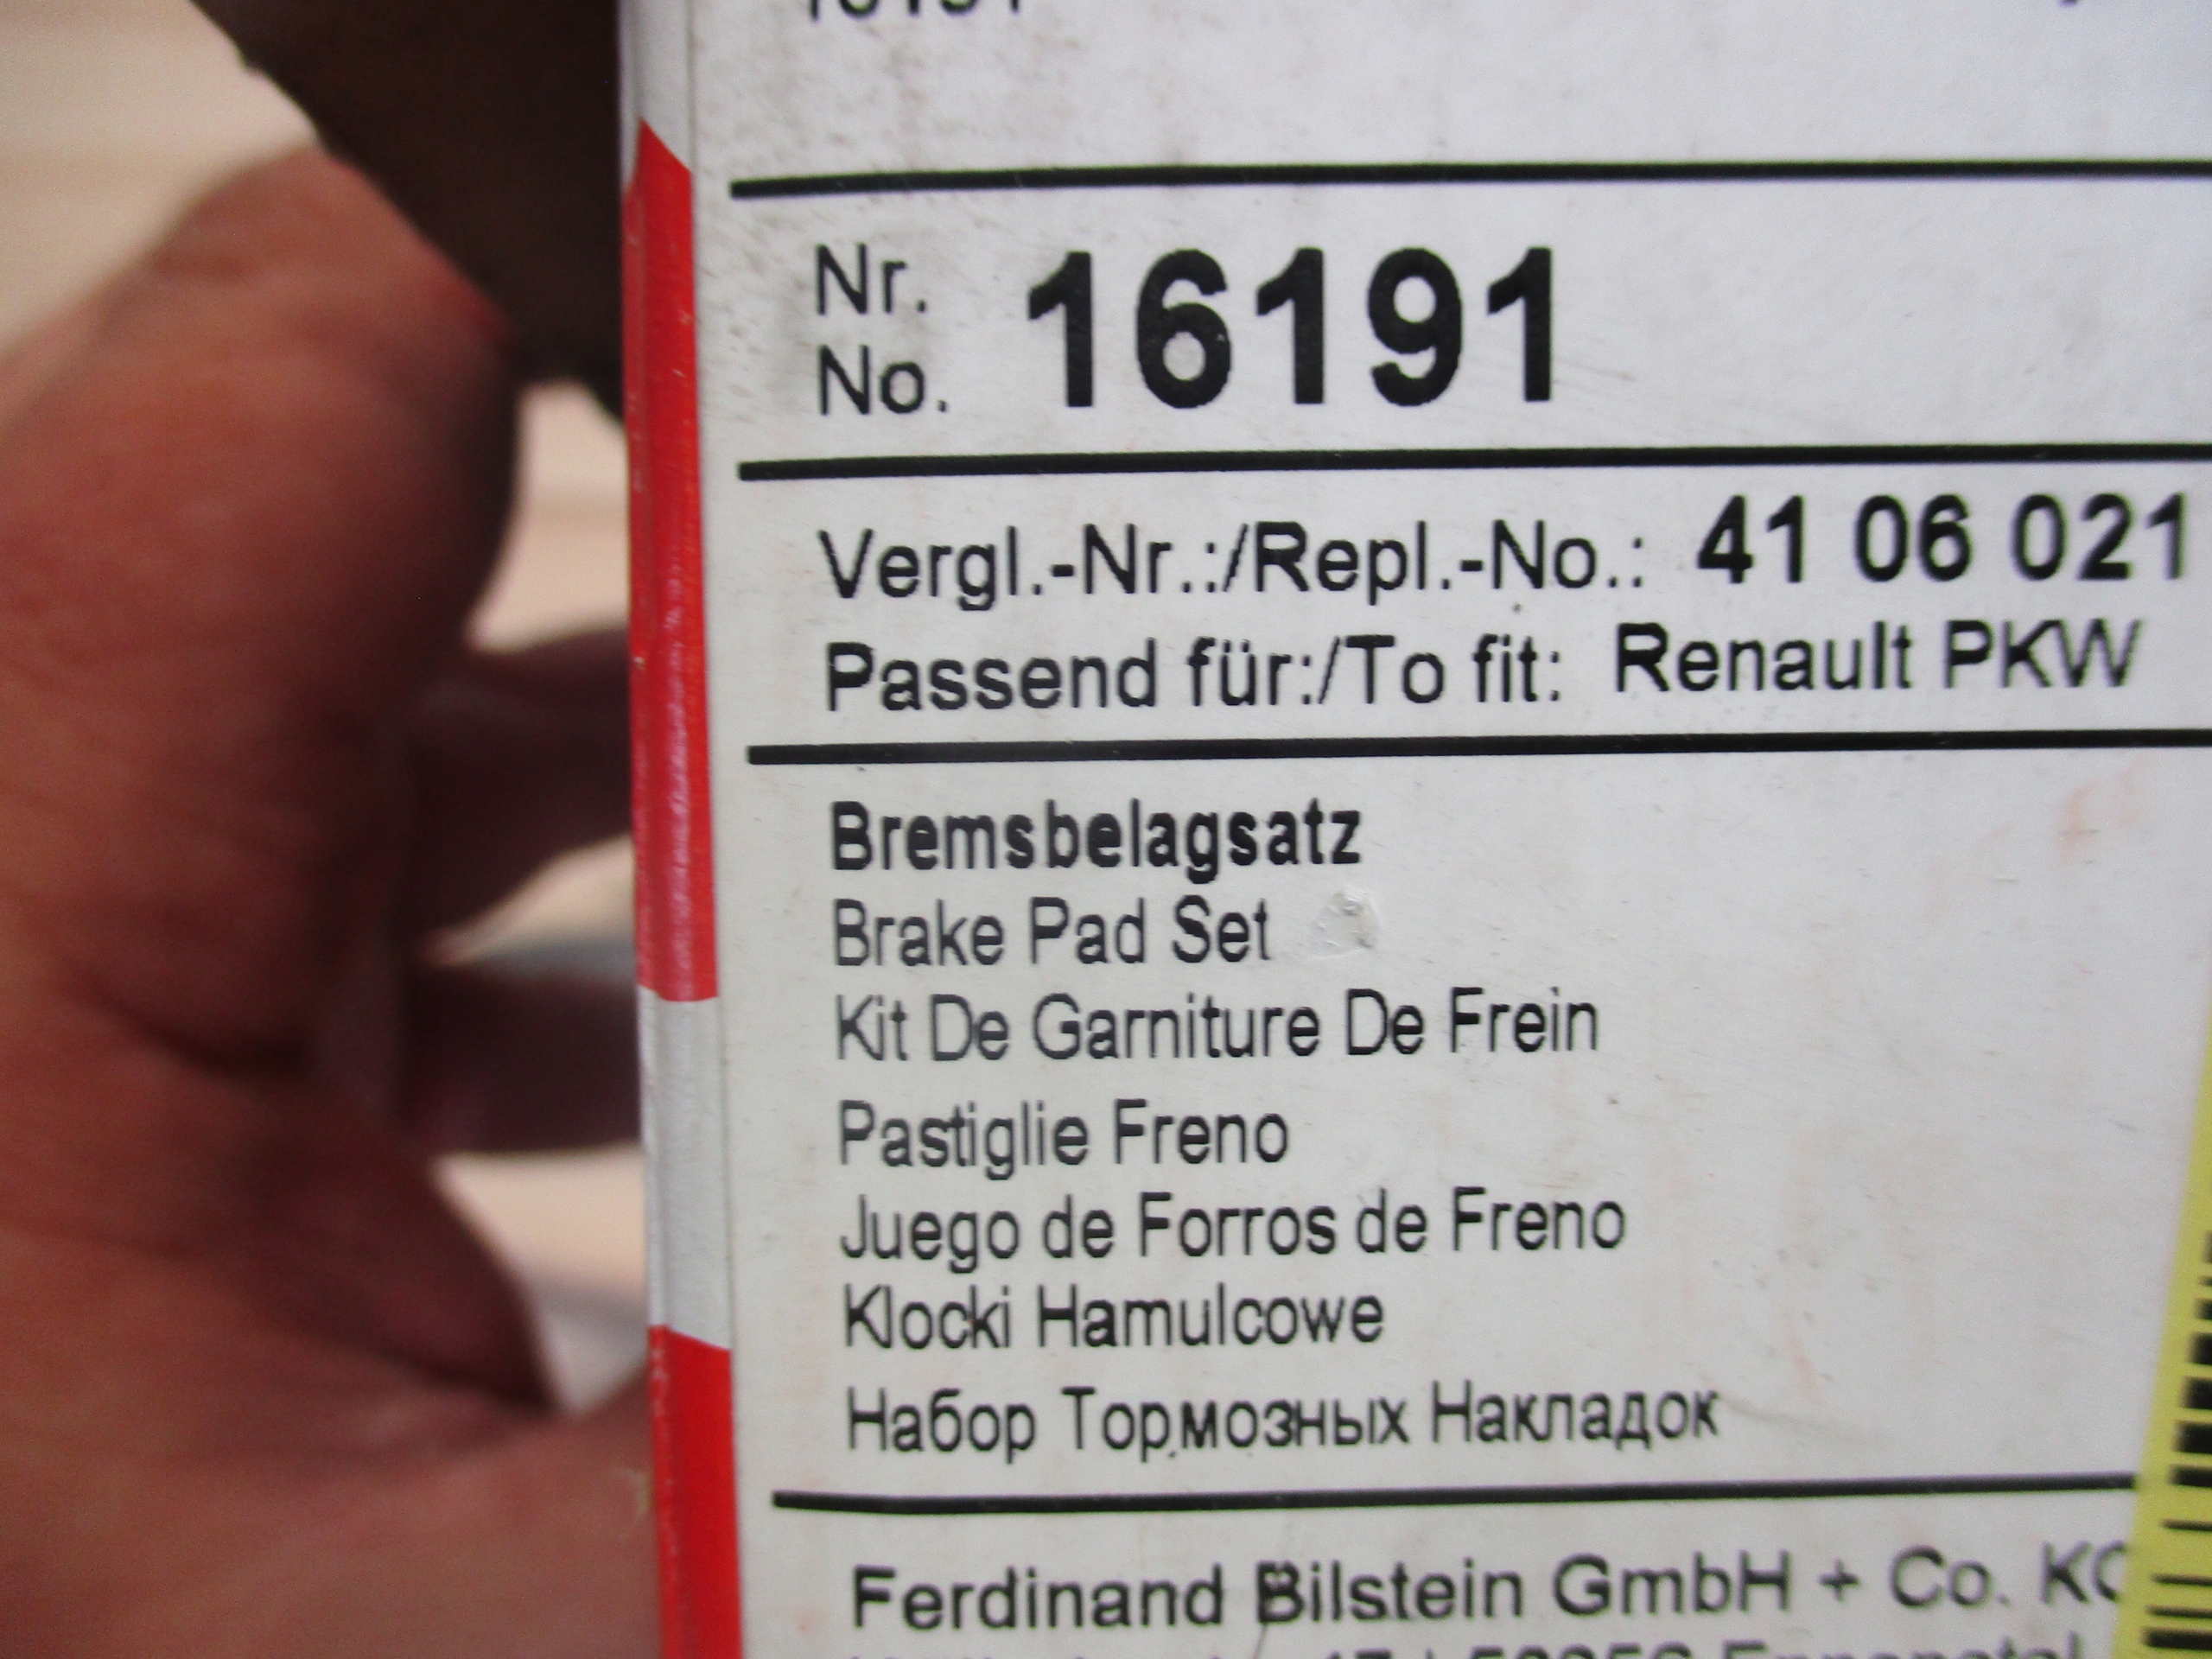 16191
Nr. 16191
No.
Vergl.-Nr.:/Repl.-No.: 41 06 021
Passend für:/To fit: Renault PKW
Bremsbelagsatz
Brake Pad Set
Kit De Garniture De Frein
Pastiglie Freno
Juego de Forros de Freno
Klocki Hamulcowe
Набор Тормозных Накладок
Ferdinand Bilstein GmbH + Co.